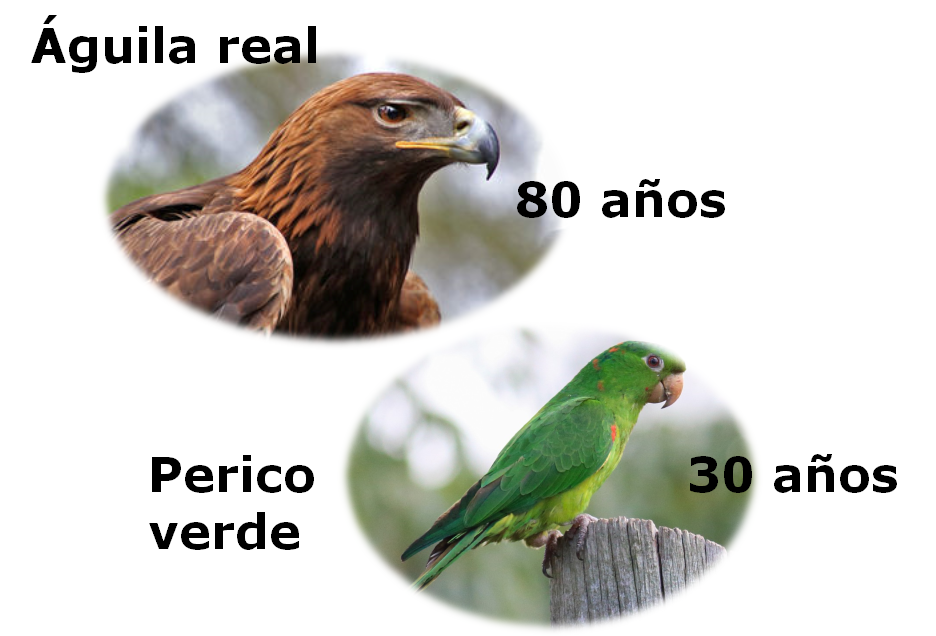 Águila real
80 años
Perico
verde
30 años